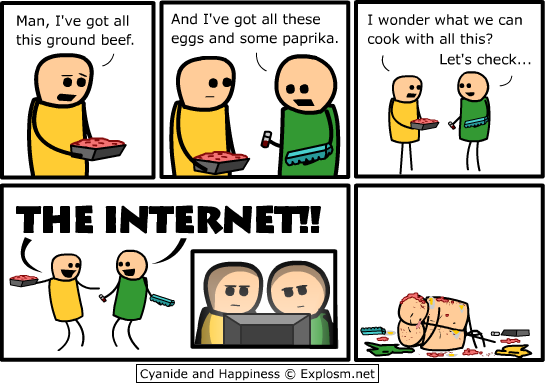 Man, I've got all
this ground beef.
And I've got all these
eggs and some paprika.
I wonder what we can
cook with all this?
Let's check...
THE INTERNET!!
Cyanide and Happiness © Explosm.net